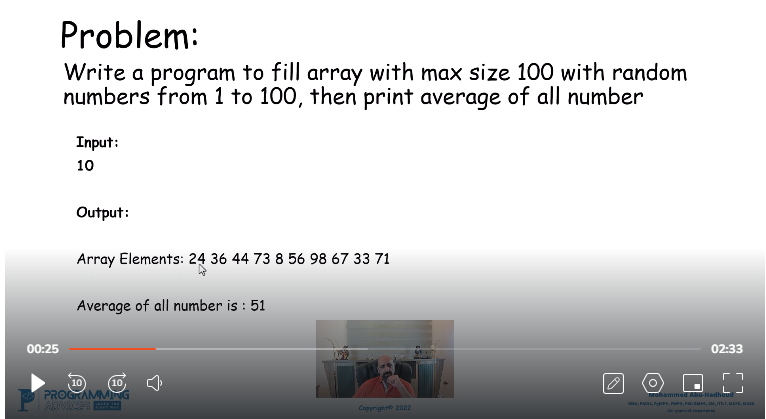 Problem:
Write a program to fill array with max size 100 with random
numbers from 1 to 100, then print average of all number
Input:
10
Output:
Array Elements: 24 36 44 73 8 56 98 67 33 71
Average of all number is : 51
00:25
02:33
10
10
PROGRAMMING
Mohammed Abu-Hadhoud
Copyright© 2022